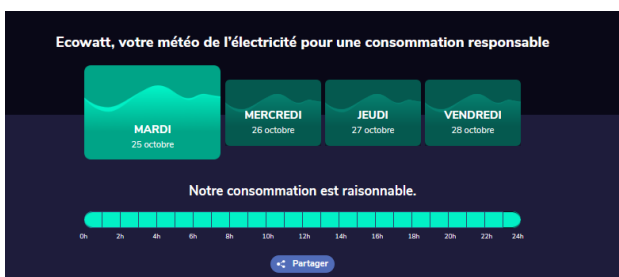 Ecowatt, votre météo de l'électricité pour une consommation responsable
MARDI
25 octobre
MERCREDI
26 octobre
JEUDI
27 octobre
VENDREDI
28 octobre
Notre consommation est raisonnable.
0h 2h 4h 6h 8h 10h 12h 14h 16h 18h 20h 22h 24h
Partager